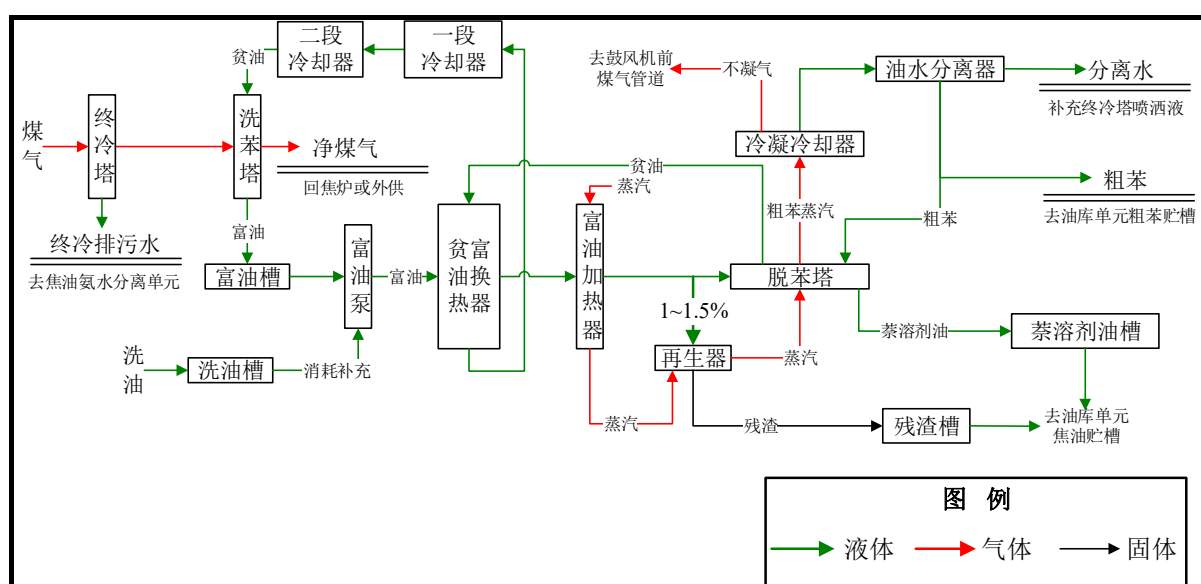 二段
冷却器
一段
冷却器
贫油
去鼓风机前
煤气管道
不凝气
油水分离器
分离水
补充终冷塔喷洒液
煤气
终冷塔
洗苯塔
净煤气
回焦炉或外供
冷凝冷却器
贫油
蒸汽
粗苯蒸汽
粗苯
粗苯
去油库单元粗苯贮槽
终冷排污水
去焦油氨水分离单元
富油
富油槽
富油泵
富油
贫富
油换
热器
富油加热器
脱苯塔
1~1.5%
萘溶剂油
萘溶剂油槽
洗油
洗油槽
消耗补充
再生器
蒸汽
蒸汽
残渣
残渣槽
去油库单元
焦油贮槽
图 例
液体
气体
固体